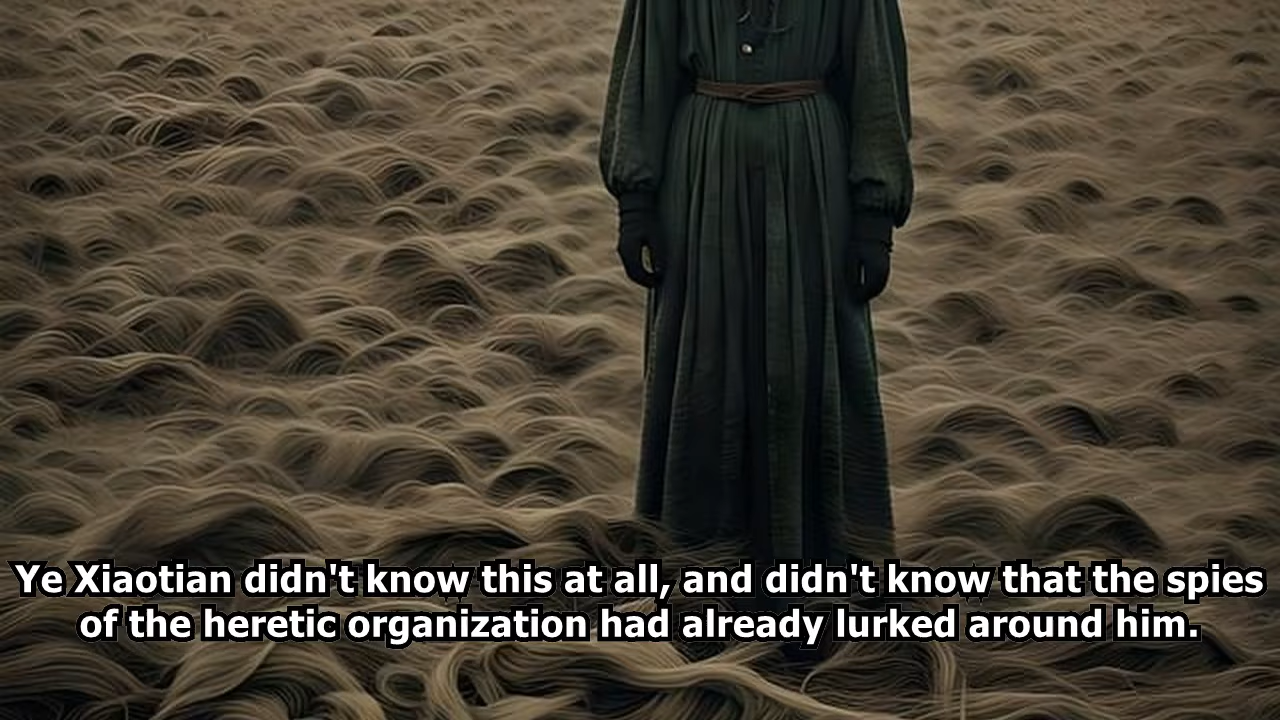 Ye Xiaotian didn't know this at all, and didn't know that the spies
of the heretic organization had already lurked around him.